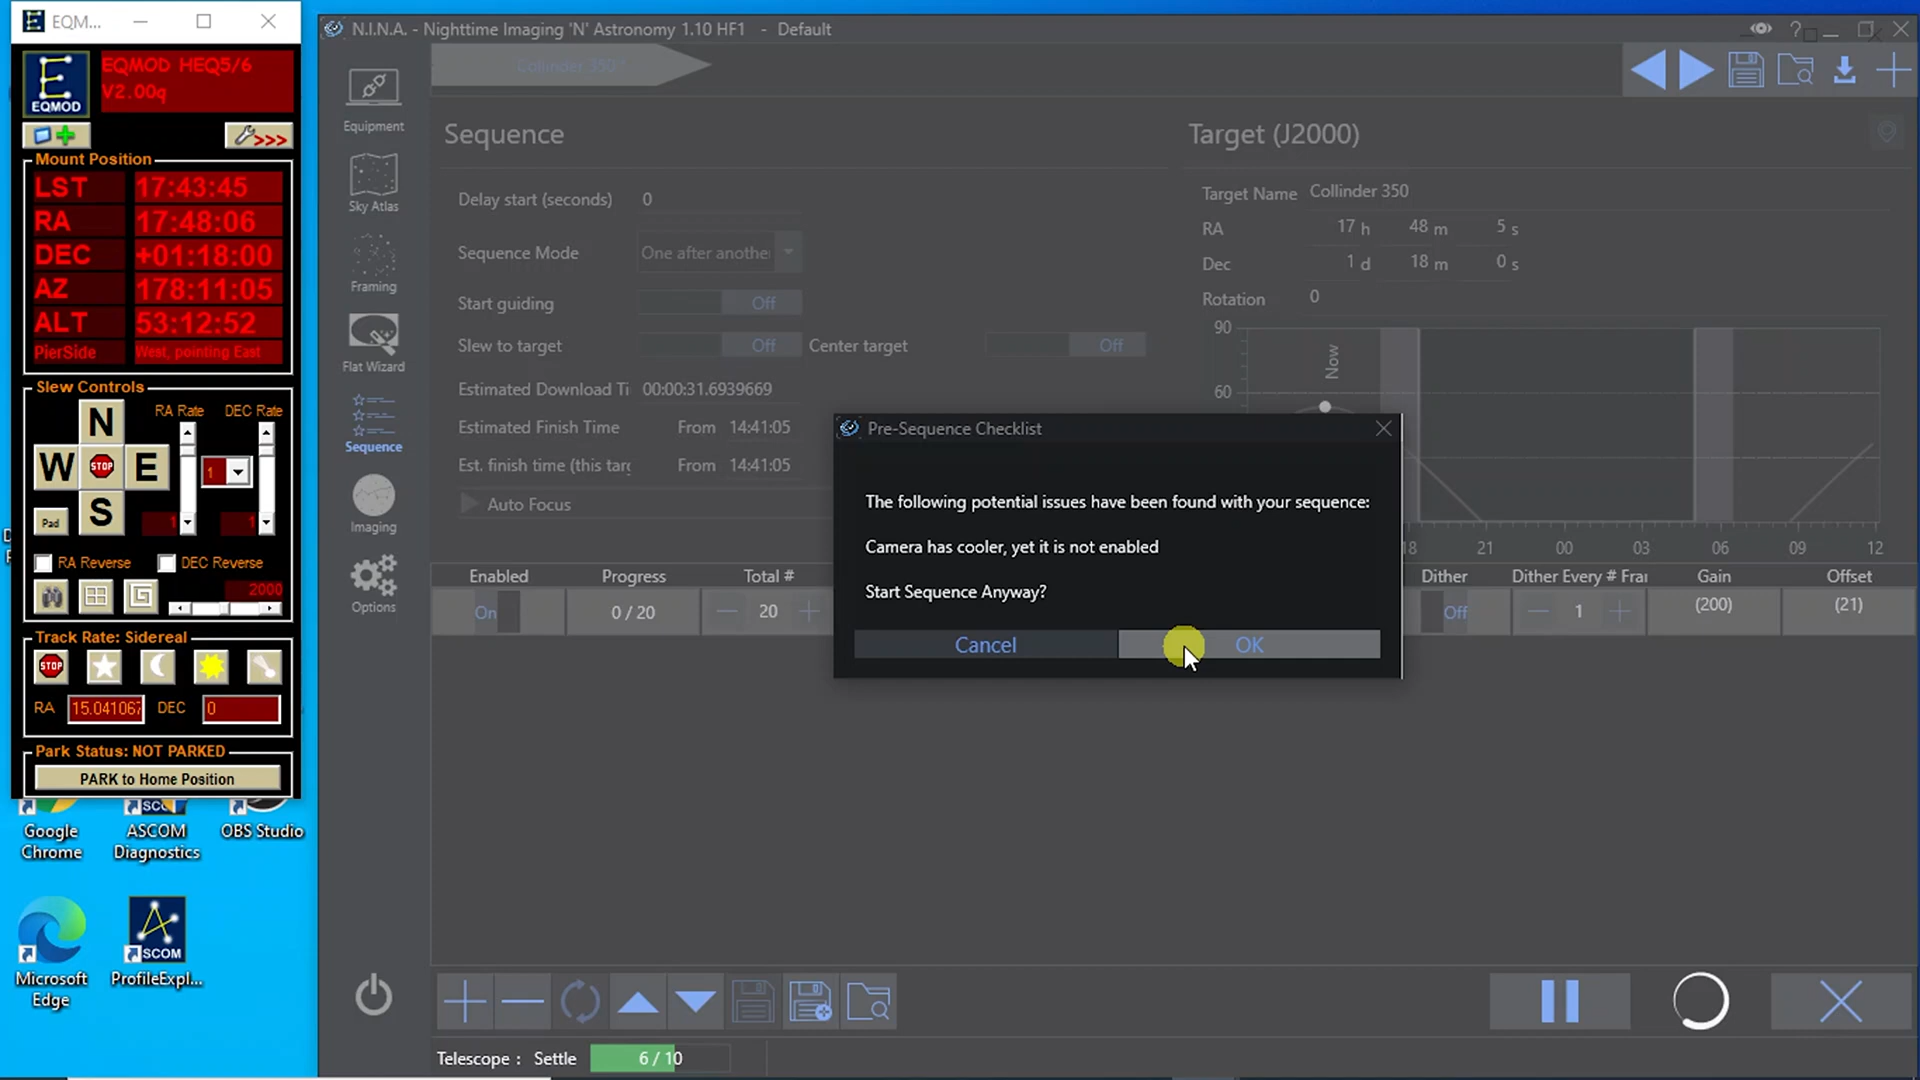 EQM...
EQMOD HEQ5/6
V2.00q
EQMOD
>>>
Mount Position
LST 17:43:45
RA 17:48:06
DEC +01:18:00
AZ 178:11:05
ALT 53:12:52
PierSide West, pointing East
Slew Controls
RA Rate DEC Rate
N
W STOP E 1
S
Pad 1 1
RA Reverse DEC Reverse
2000
Track Rate: Sidereal
STOP
RA 15.041067 DEC 0
Park Status: NOT PARKED
PARK to Home Position
Google Chrome
ASCOM Diagnostics
OBS Studio
Microsoft Edge
ProfileExpl...
N.I.N.A. - Nighttime Imaging 'N' Astronomy 1.10 HF1 - Default
Collinder 350 *
Equipment
Sky Atlas
Framing
Flat Wizard
Sequence
Imaging
Options
Sequence
Delay start (seconds) 0
Sequence Mode One after anothe
Start guiding Off
Slew to target Off Center target Off
Estimated Download Ti 00:00:31.6939669
Estimated Finish Time From 14:41:05
Est. finish time (this targ From 14:41:05
Auto Focus
Target (J2000)
Target Name Collinder 350
RA 17 h 48 m 5 s
Dec 1 d 18 m 0 s
Rotation 0
90
60
Now
18 21 00 03 06 09 12
Pre-Sequence Checklist
The following potential issues have been found with your sequence:
Camera has cooler, yet it is not enabled
Start Sequence Anyway?
Cancel OK
Enabled Progress Total # Dither Dither Every # Frai Gain Offset
On 0 / 20 20 Off 1 (200) (21)
Telescope : Settle 6 / 10